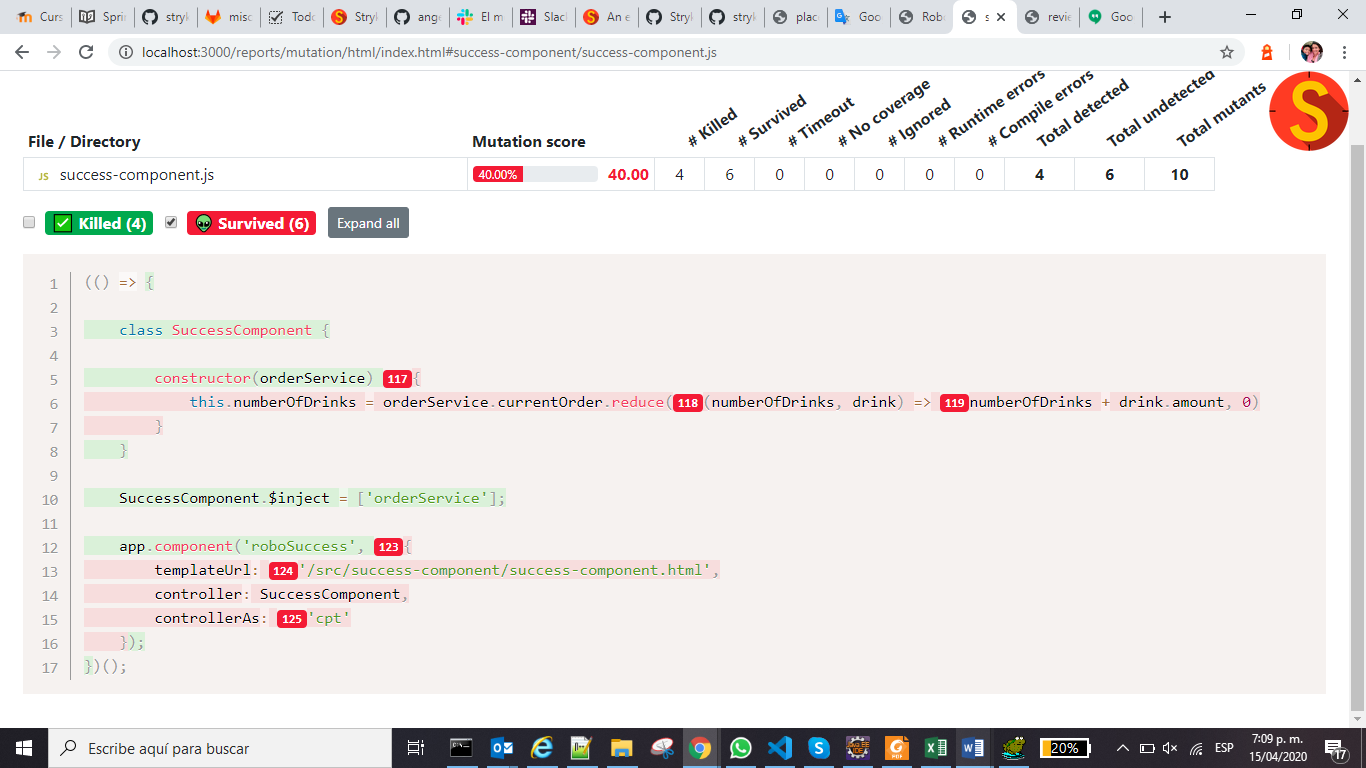 Curs
Sprin
stryk
misc
Todo
Stryk
ange
El m
Slack
An e
Stryk
stryk
place
Goo
Rob
s
revie
Goo
localhost:3000/reports/mutation/html/index.html#success-component/success-component.js
File / Directory Mutation score # Killed # Survived # Timeout # No coverage # Ignored # Runtime errors # Compile errors Total detected Total undetected Total mutants
S
JS success-component.js 40.00% 40.00 4 6 0 0 0 0 0 4 6 10
Killed (4) Survived (6) Expand all
1 (() => {
2
3 class SuccessComponent {
4
5 constructor(orderService) 117{
6 this.numberOfDrinks = orderService.currentOrder.reduce(118(numberOfDrinks, drink) => 119numberOfDrinks + drink.amount, 0)
7 }
8 }
9
10 SuccessComponent.$inject = ['orderService'];
11
12 app.component('roboSuccess', 123{
13 templateUrl: 124'/src/success-component/success-component.html',
14 controller: SuccessComponent,
15 controllerAs: 125'cpt'
16 });
17 })();
Escribe aquí para buscar
20%
ESP
7:09 p. m.
15/04/2020
17